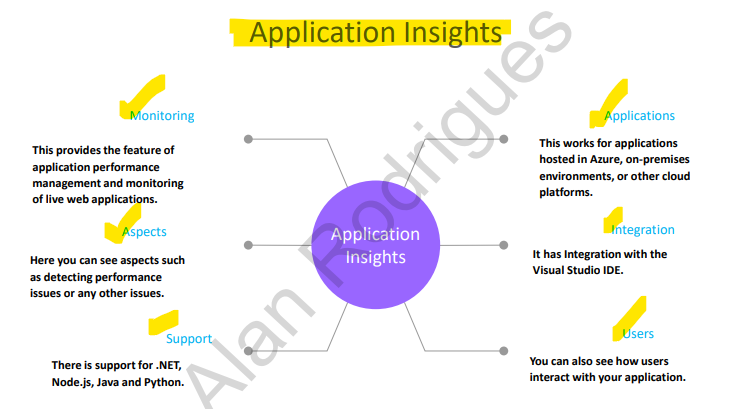 Application Insights
Monitoring
This provides the feature of
application performance
management and monitoring
of live web applications.
Aspects
Here you can see aspects such
as detecting performance
issues or any other issues.
Support
There is support for .NET,
Node.js, Java and Python.
Application
Insights
Applications
This works for applications
hosted in Azure, on-premises
environments, or other cloud
platforms.
Integration
It has Integration with the
Visual Studio IDE.
Users
You can also see how users
interact with your application.
Alan Rodrigues